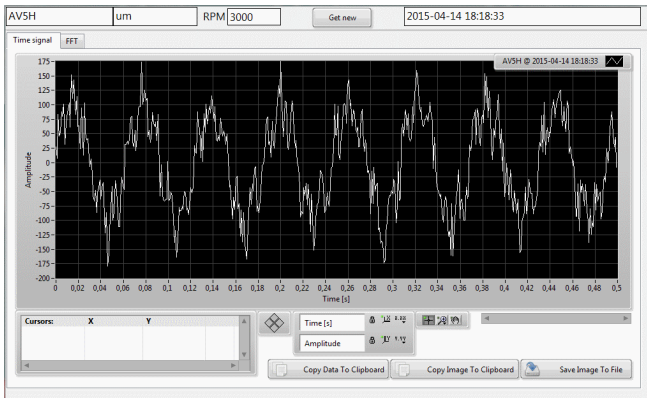 AV5H um RPM 3000 Get new 2015-04-14 18:18:33
Time signal FFT
AV5H @ 2015-04-14 18:18:33
175
150
125
100
75
50
25
0
-25
-50
-75
-100
-125
-150
-175
-200
Amplitude
0 0,02 0,04 0,06 0,08 0,1 0,12 0,14 0,16 0,18 0,2 0,22 0,24 0,26 0,28 0,3 0,32 0,34 0,36 0,38 0,4 0,42 0,44 0,46 0,48 0,5
Time [s]
Cursors: X Y
Time [s]
Amplitude
Copy Data To Clipboard Copy Image To Clipboard Save Image To File